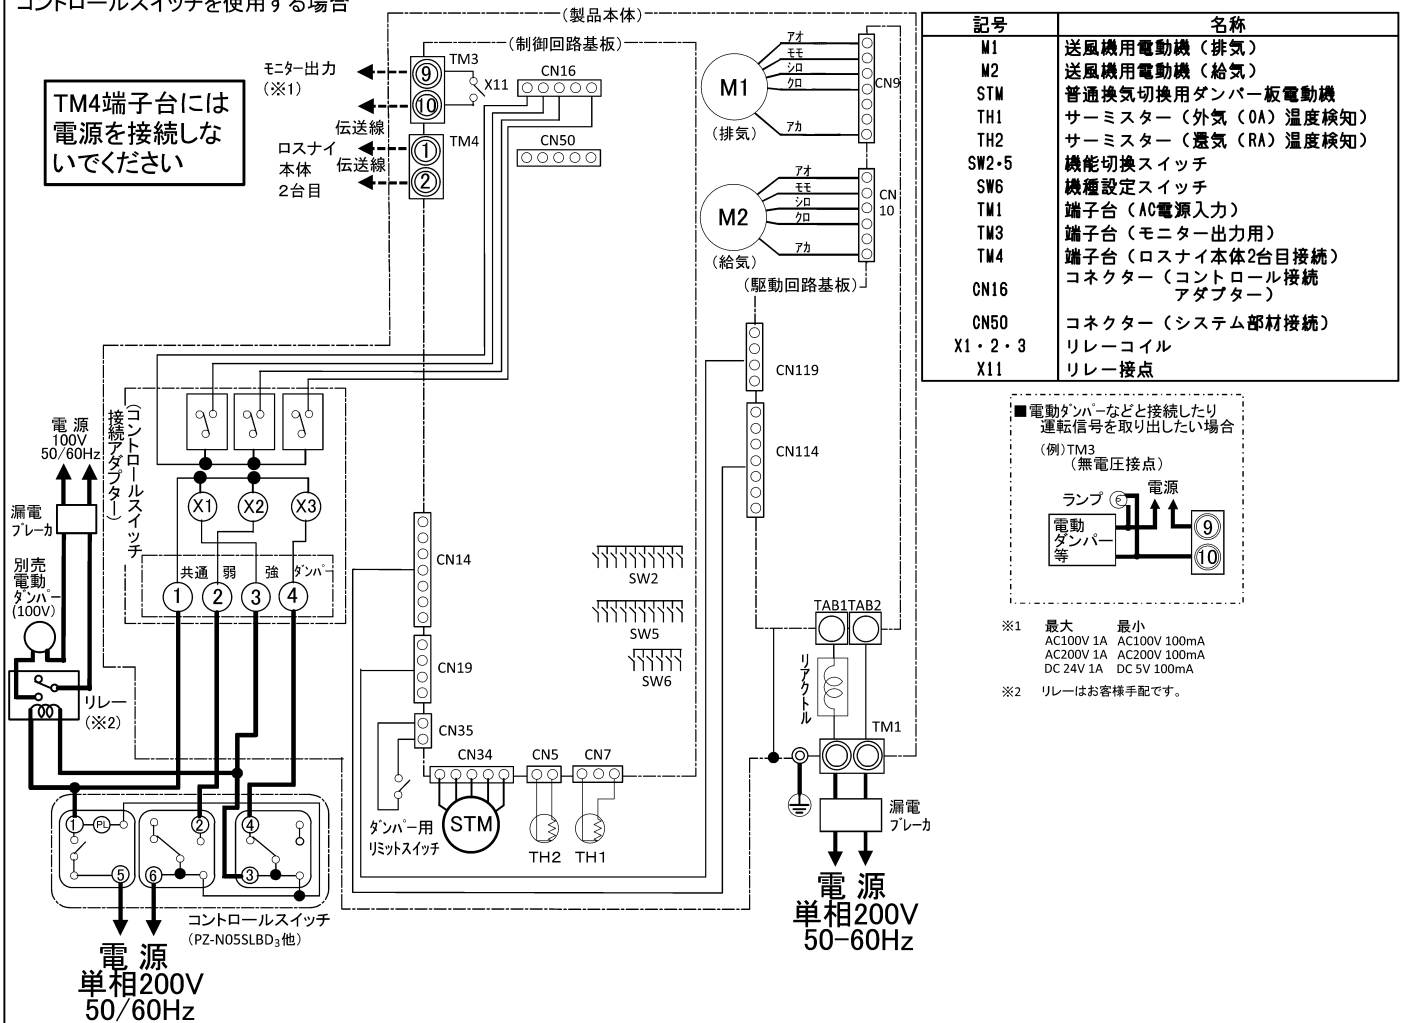 コントロールスイッチを使用する場合
(製品本体)
(制御回路基板)
TM4端子台には
電源を接続しな
いでください
モニター出力
(※1)
伝送線
ロスナイ
本体
2台目
伝送線
⑨
⑩
TM3
X11
①
②
TM4
CN16
CN50
M1
(排気)
アオ
モモ
シロ
クロ
アカ
CN9
M2
(給気)
アオ
モモ
シロ
クロ
アカ
CN
10
(駆動回路基板)
記号 名称
M1 送風機用電動機(排気)
M2 送風機用電動機(給気)
STM 普通換気切換用ダンパー板電動機
TH1 サーミスター(外気(OA)温度検知)
TH2 サーミスター(還気(RA)温度検知)
SW2・5 機能切換スイッチ
SW6 機種設定スイッチ
TM1 端子台(AC電源入力)
TM3 端子台(モニター出力用)
TM4 端子台(ロスナイ本体2台目接続)
CN16 コネクター(コントロール接続
アダプター)
CN50 コネクター(システム部材接続)
X1・2・3 リレーコイル
X11 リレー接点
CN119
CN114
■電動ダンパーなどと接続したり
運転信号を取り出したい場合
(例)TM3
(無電圧接点)
ランプ
電源
電動
ダンパー
等
⑨
⑩
※1 最大 最小
AC100V 1A AC100V 100mA
AC200V 1A AC200V 100mA
DC 24V 1A DC 5V 100mA
※2 リレーはお客様手配です。
電源
100V
50/60Hz
漏電
ブレーカ
別売
電動
ダンパー
(100V)
リレー
(※2)
(コントロールスイッチ
接続アダプター)
X1
X2
X3
共通 弱 強 ダンパー
① ② ③ ④
CN14
CN19
CN35
CN34
CN5
CN7
SW2
SW5
SW6
ダンパー用
リミットスイッチ
STM
TH2
TH1
TAB1 TAB2
リアクトル
TM1
漏電
ブレーカ
電源
単相200V
50-60Hz
① PL ② ④
⑤ ⑥ ③
コントロールスイッチ
(PZ-N05SLBD₃他)
電源
単相200V
50/60Hz